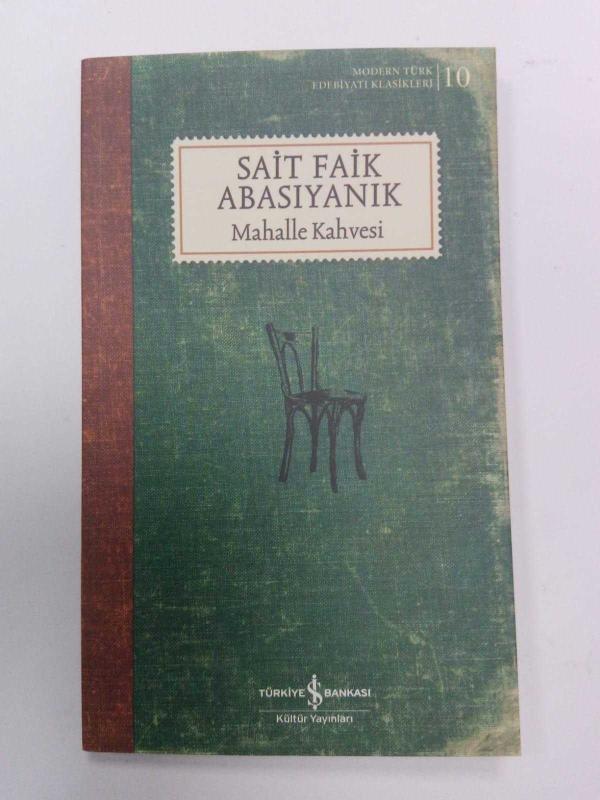 MODERN TÜRK
EDEBİYATI KLASİKLERİ
10
SAİT FAİK
ABASIYANIK
Mahalle Kahvesi
TÜRKİYE İŞ BANKASI
Kültür Yayınları